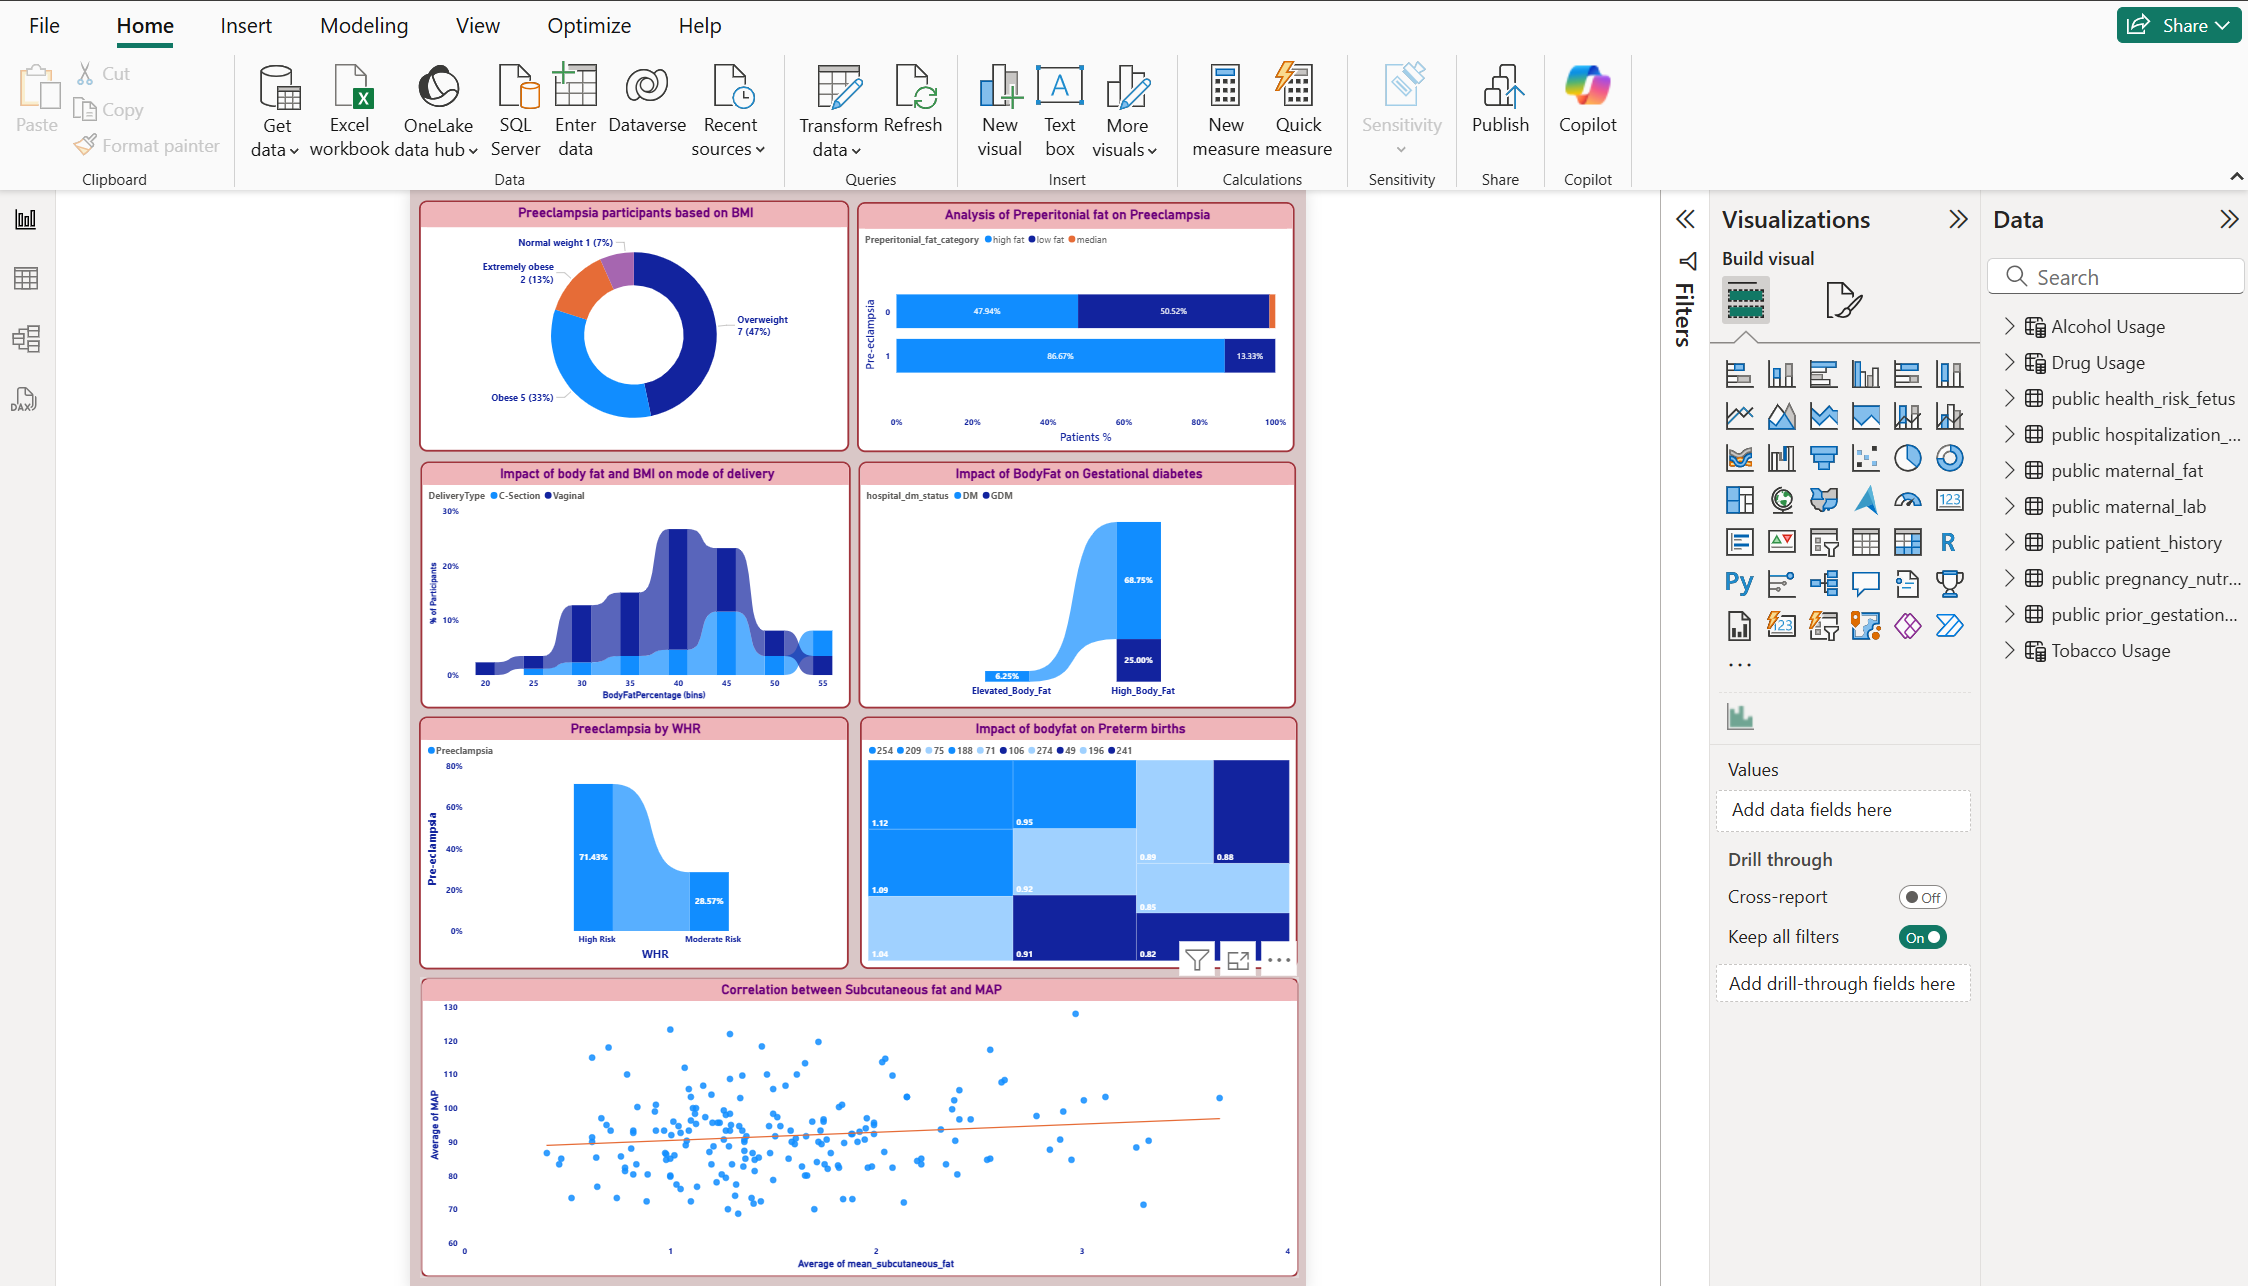 File Home Insert Modeling View Optimize Help
Share
Paste
Cut
Copy
Format painter
Clipboard
Get data
Excel workbook
OneLake data hub
SQL Server
Enter data
Dataverse
Recent sources
Data
Transform data
Refresh
Queries
New visual
Text box
More visuals
Insert
New measure
Quick measure
Calculations
Sensitivity
Sensitivity
Publish
Share
Copilot
Copilot
DAX
Preeclampsia participants based on BMI
Normal weight 1 (7%)
Extremely obese
2 (13%)
Overweight
7 (47%)
Obese 5 (33%)
Analysis of Preperitonial fat on Preeclampsia
Preperitonial_fat_category high fat low fat median
Pre-eclampsia
0
47.94%
50.52%
1
86.67%
13.33%
0% 20% 40% 60% 80% 100%
Patients %
Impact of body fat and BMI on mode of delivery
DeliveryType C-Section Vaginal
30%
20%
10%
0%
% of Participants
20 25 30 35 40 45 50 55
BodyFatPercentage (bins)
Impact of BodyFat on Gestational diabetes
hospital_dm_status DM GDM
68.75%
25.00%
6.25%
Elevated_Body_Fat High_Body_Fat
Preeclampsia by WHR
Preeclampsia
80%
60%
40%
20%
0%
Pre-eclampsia
71.43%
28.57%
High Risk Moderate Risk
WHR
Impact of bodyfat on Preterm births
254 209 75 188 71 106 274 49 196 241
1.12
0.95
1.09
0.92
0.89
0.88
0.85
1.04
0.91
0.82
Correlation between Subcutaneous fat and MAP
130
120
110
100
90
80
70
60
Average of MAP
0 1 2 3 4
Average of mean_subcutaneous_fat
Filters
Visualizations
Build visual
123
R
Py
123
...
Values
Add data fields here
Drill through
Cross-report Off
Keep all filters On
Add drill-through fields here
Data
Search
Alcohol Usage
Drug Usage
public health_risk_fetus
public hospitalization_...
public maternal_fat
public maternal_lab
public patient_history
public pregnancy_nutr...
public prior_gestation...
Tobacco Usage